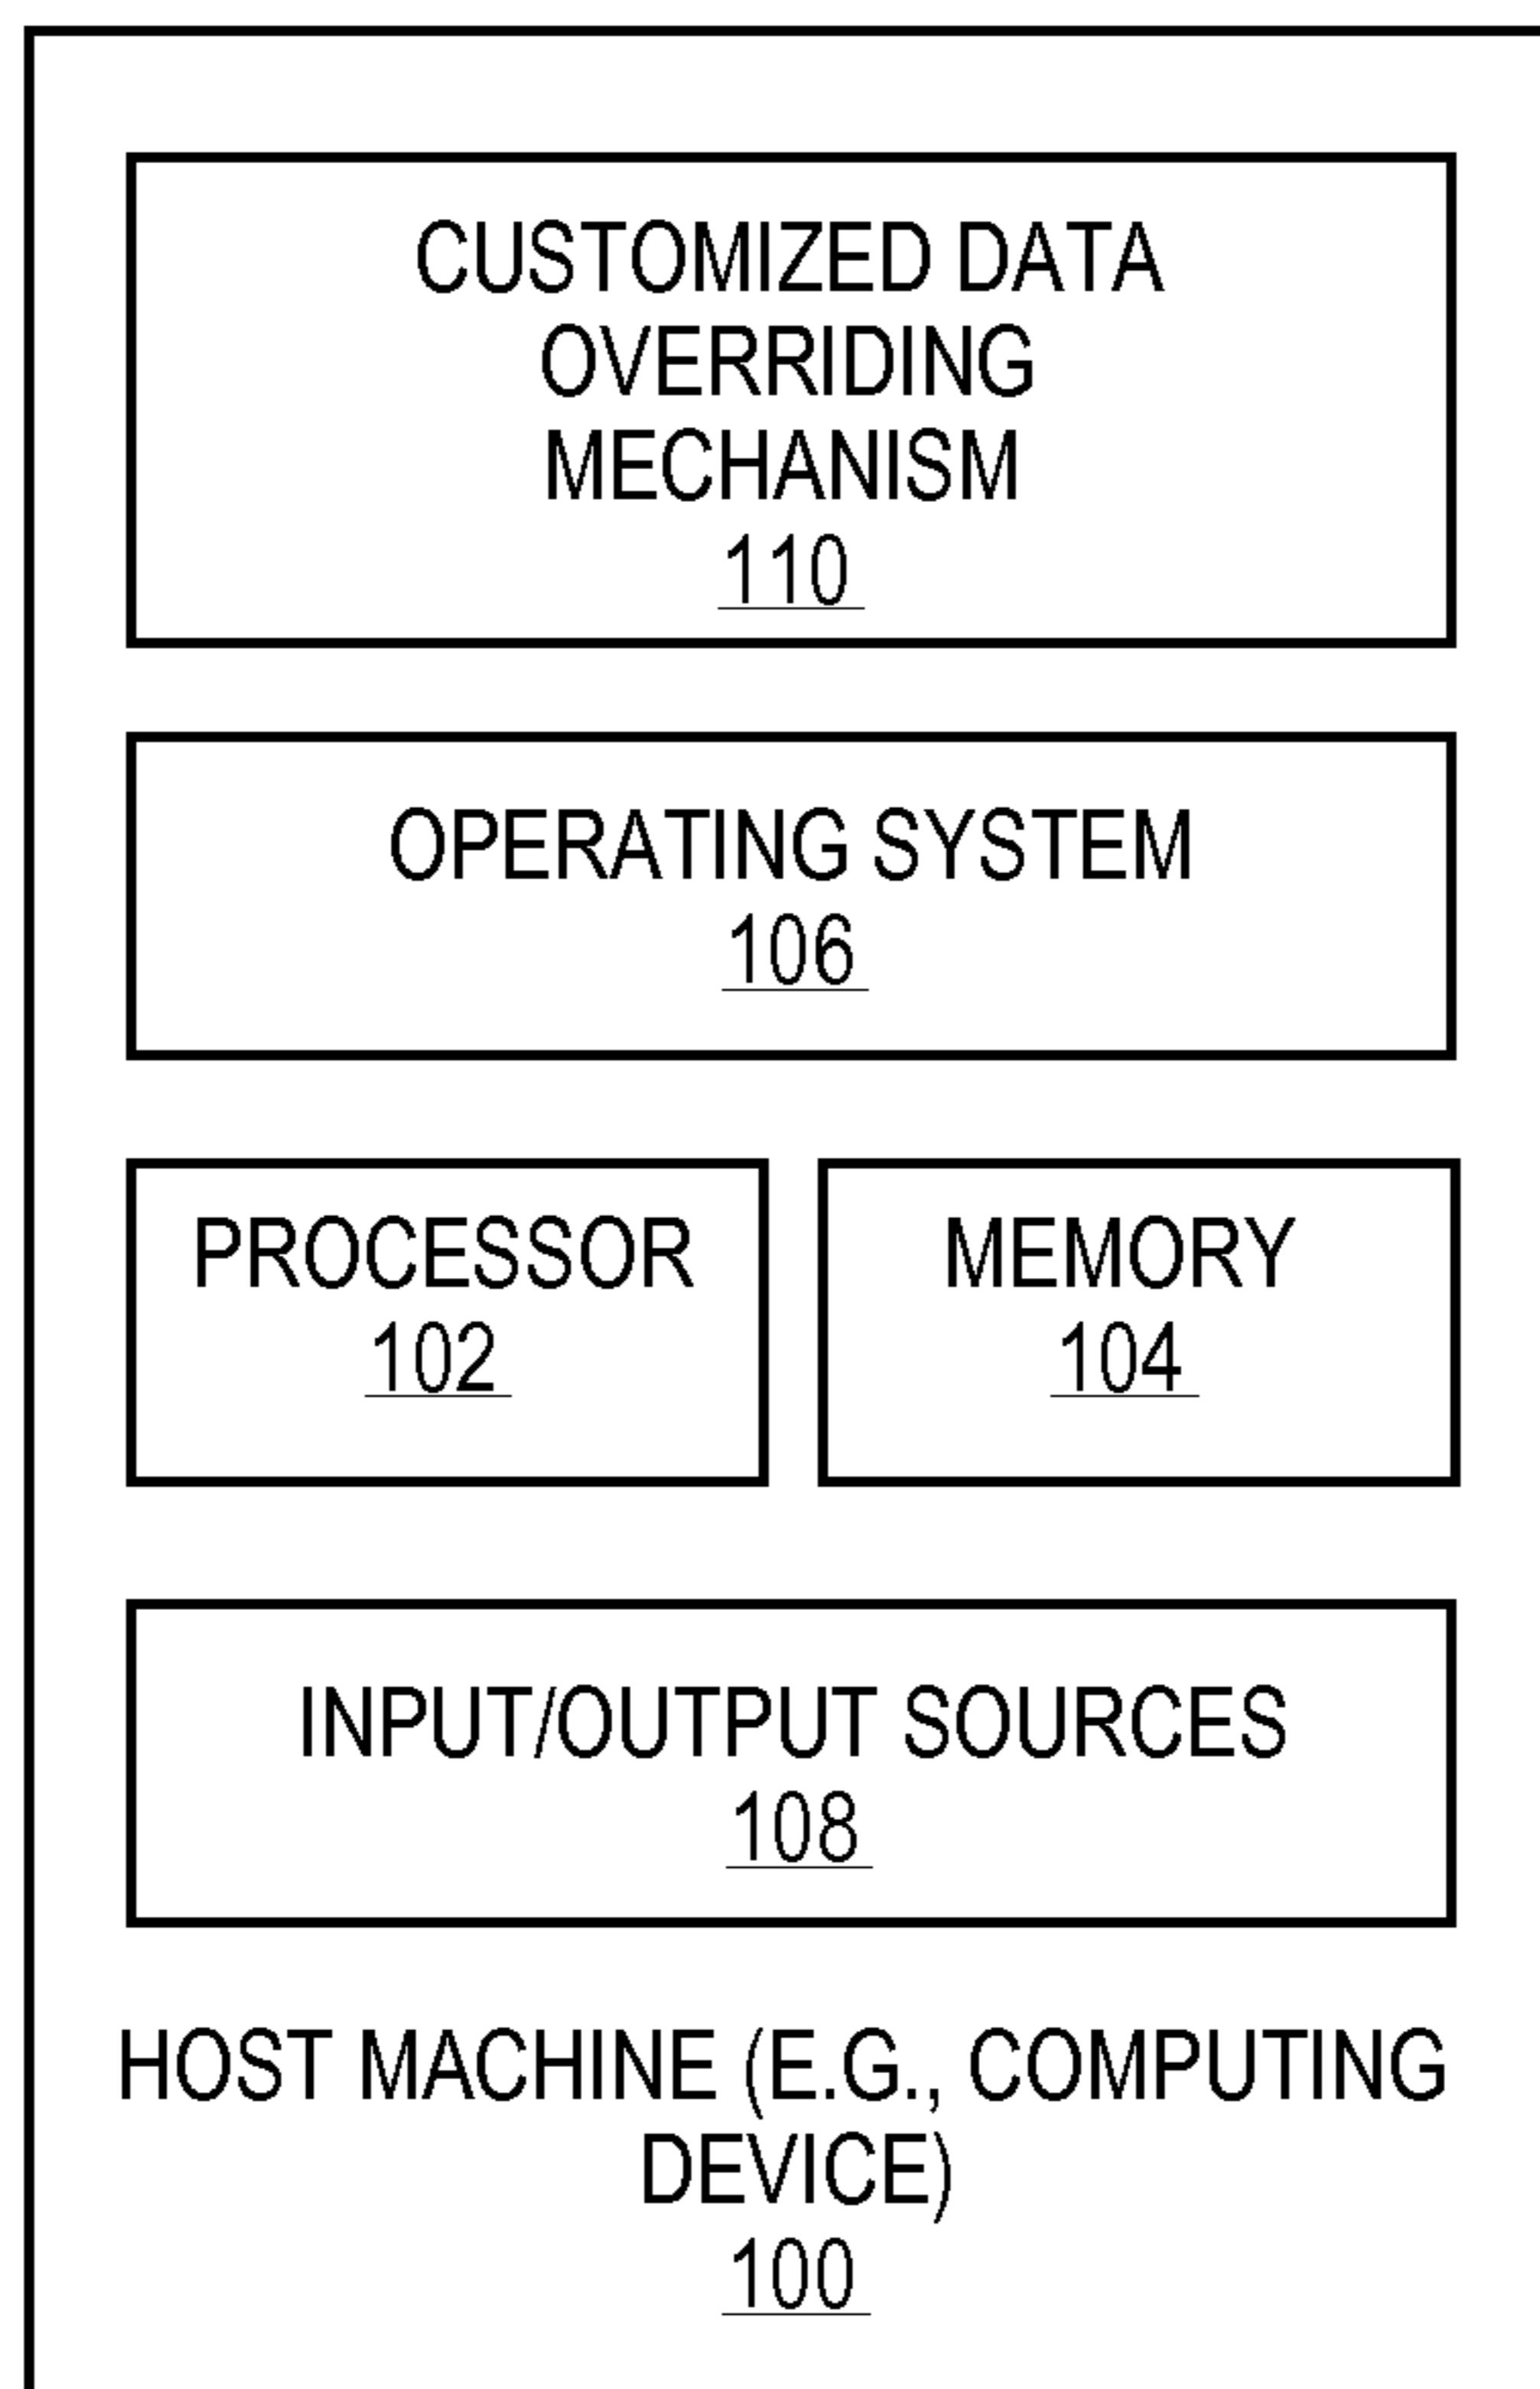 CUSTOMIZED DATA
OVERRIDING
MECHANISM
110
OPERATING SYSTEM
106
PROCESSOR
102
MEMORY
104
INPUT/OUTPUT SOURCES
108
HOST MACHINE (E.G., COMPUTING
DEVICE)
100